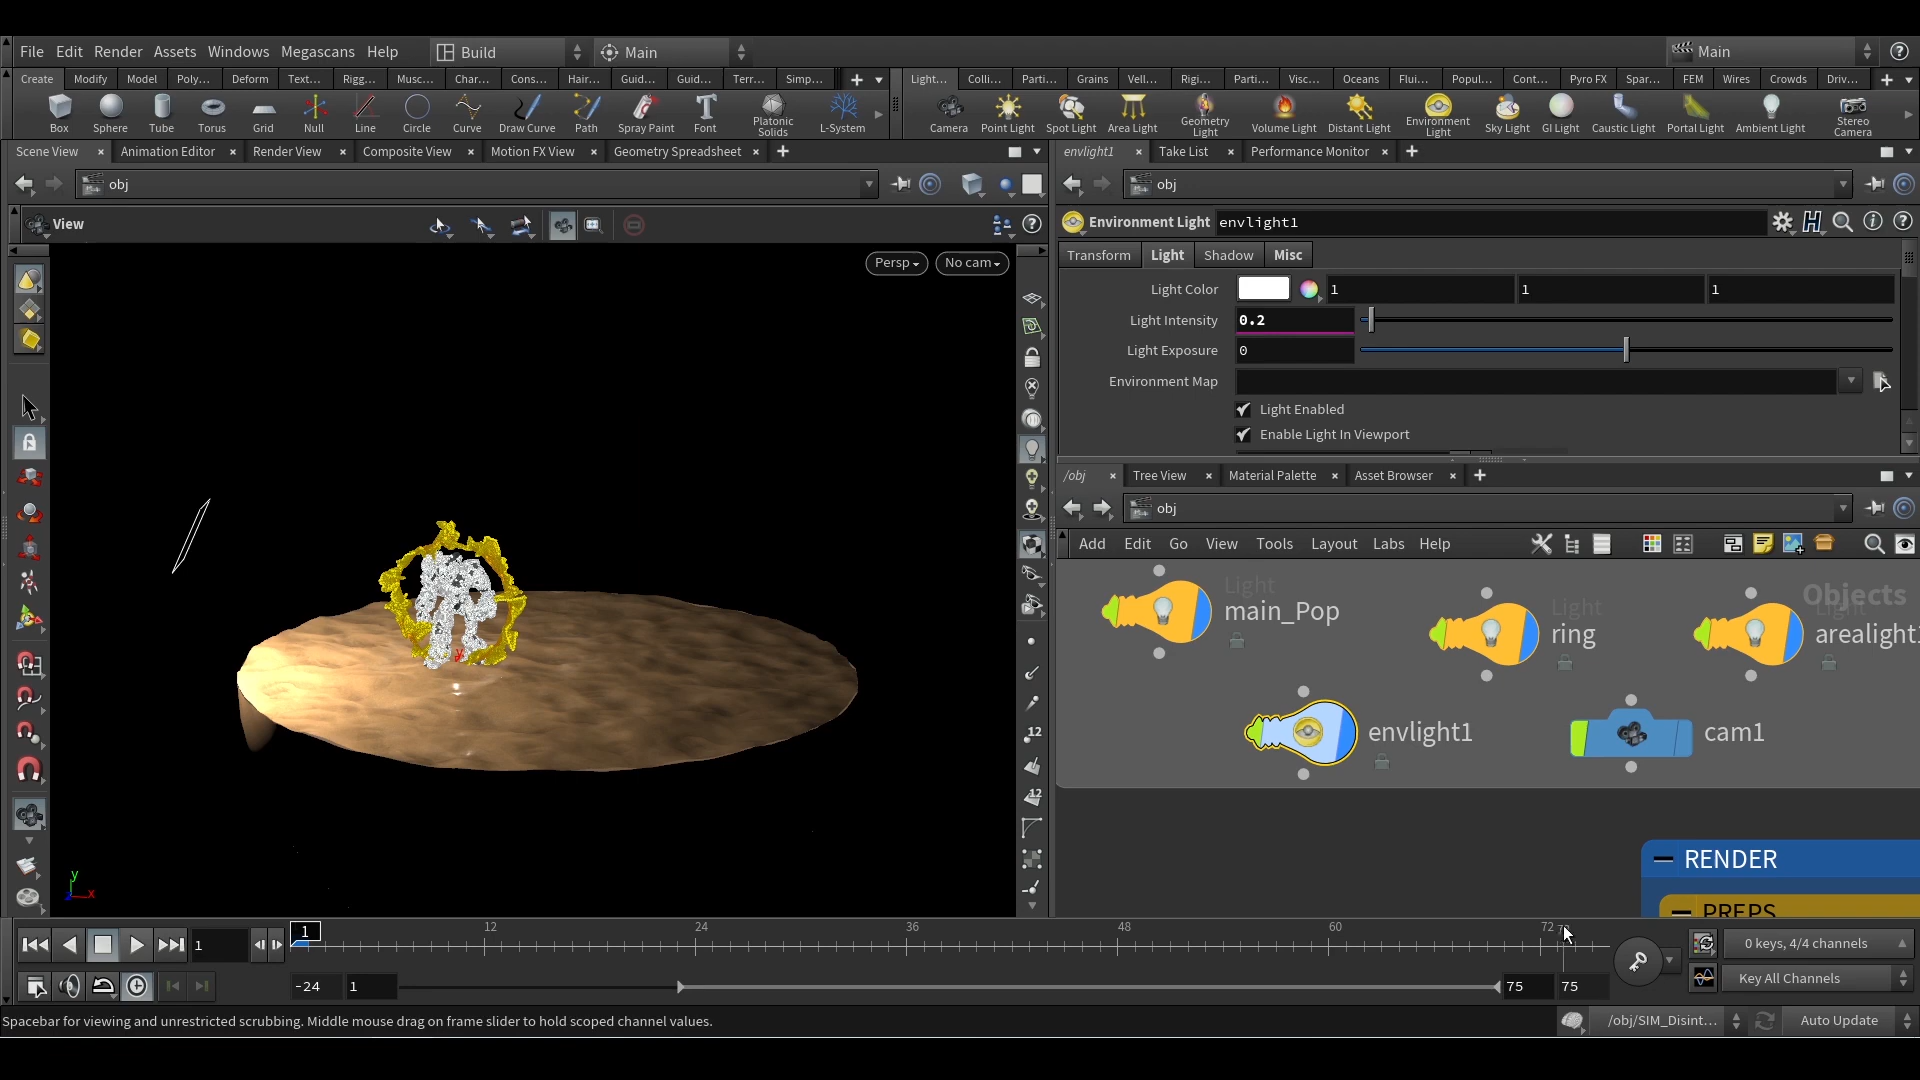 File Edit Render Assets Windows Megascans Help Build Main Main
Create Modify Model Poly... Deform Text... Rigg... Musc... Char... Cons... Hair... Guid... Guid... Terr... Simp... Light... Colli... Parti... Grains Vell... Rigi... Parti... Visc... Oceans Flui... Popul... Cont... Pyro FX Spar... FEM Wires Crowds Driv...
Box Sphere Tube Torus Grid Null Line Circle Curve Draw Curve Path Spray Paint Font Platonic Solids L-System Camera Point Light Spot Light Area Light Geometry Light Volume Light Distant Light Environment Light Sky Light GI Light Caustic Light Portal Light Ambient Light Stereo Camera
Scene View Animation Editor Render View Composite View Motion FX View Geometry Spreadsheet
envlight1 Take List Performance Monitor
obj
obj
View
Environment Light envlight1
Transform Light Shadow Misc
Persp No cam
Light Color 1 1 1
Light Intensity 0.2
Light Exposure 0
Environment Map
Light Enabled
Enable Light In Viewport
/obj Tree View Material Palette Asset Browser
obj
Add Edit Go View Tools Layout Labs Help
Objects
Light
main_Pop
Light
ring
Light
arealight1
envlight1
cam1
12
12
RENDER
PREPS
y
y x
1
1 12 24 36 48 60 72
0 keys, 4/4 channels
-24 1 75 75
Key All Channels
Spacebar for viewing and unrestricted scrubbing. Middle mouse drag on frame slider to hold scoped channel values.
/obj/SIM_Disint... Auto Update